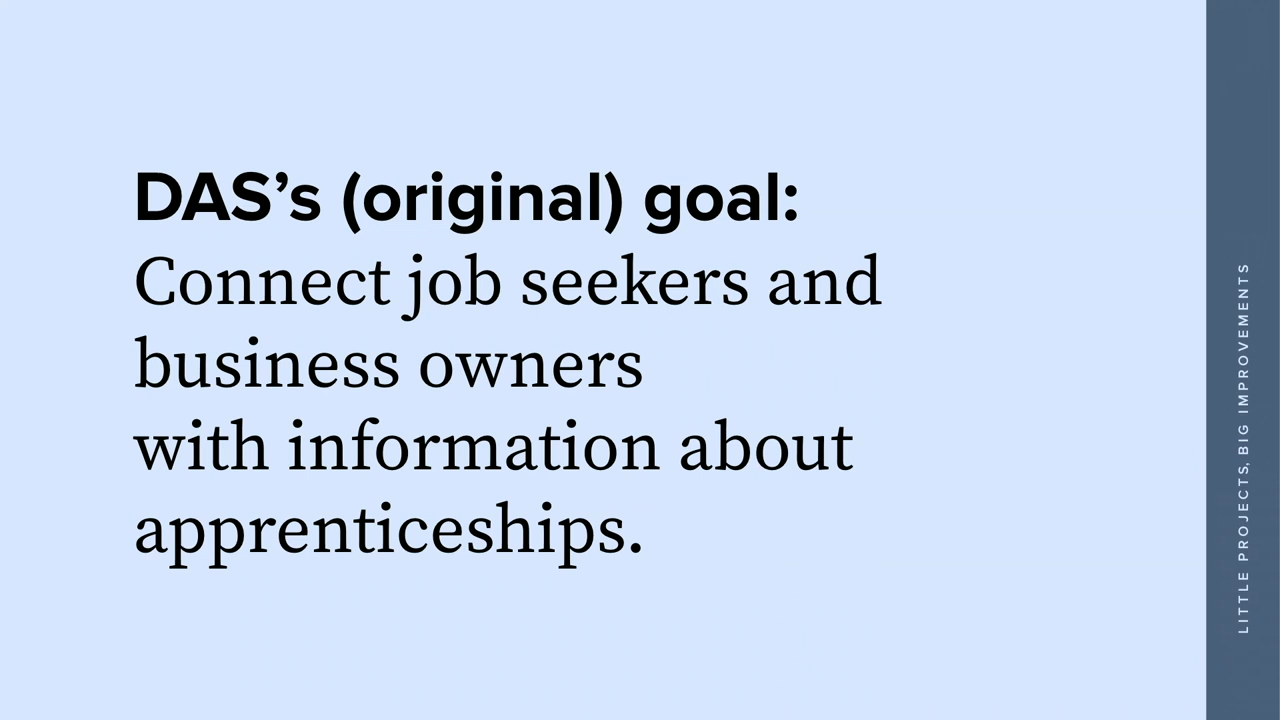 DAS’s (original) goal:
Connect job seekers and
business owners
with information about
apprenticeships.
LITTLE PROJECTS, BIG IMPROVEMENTS